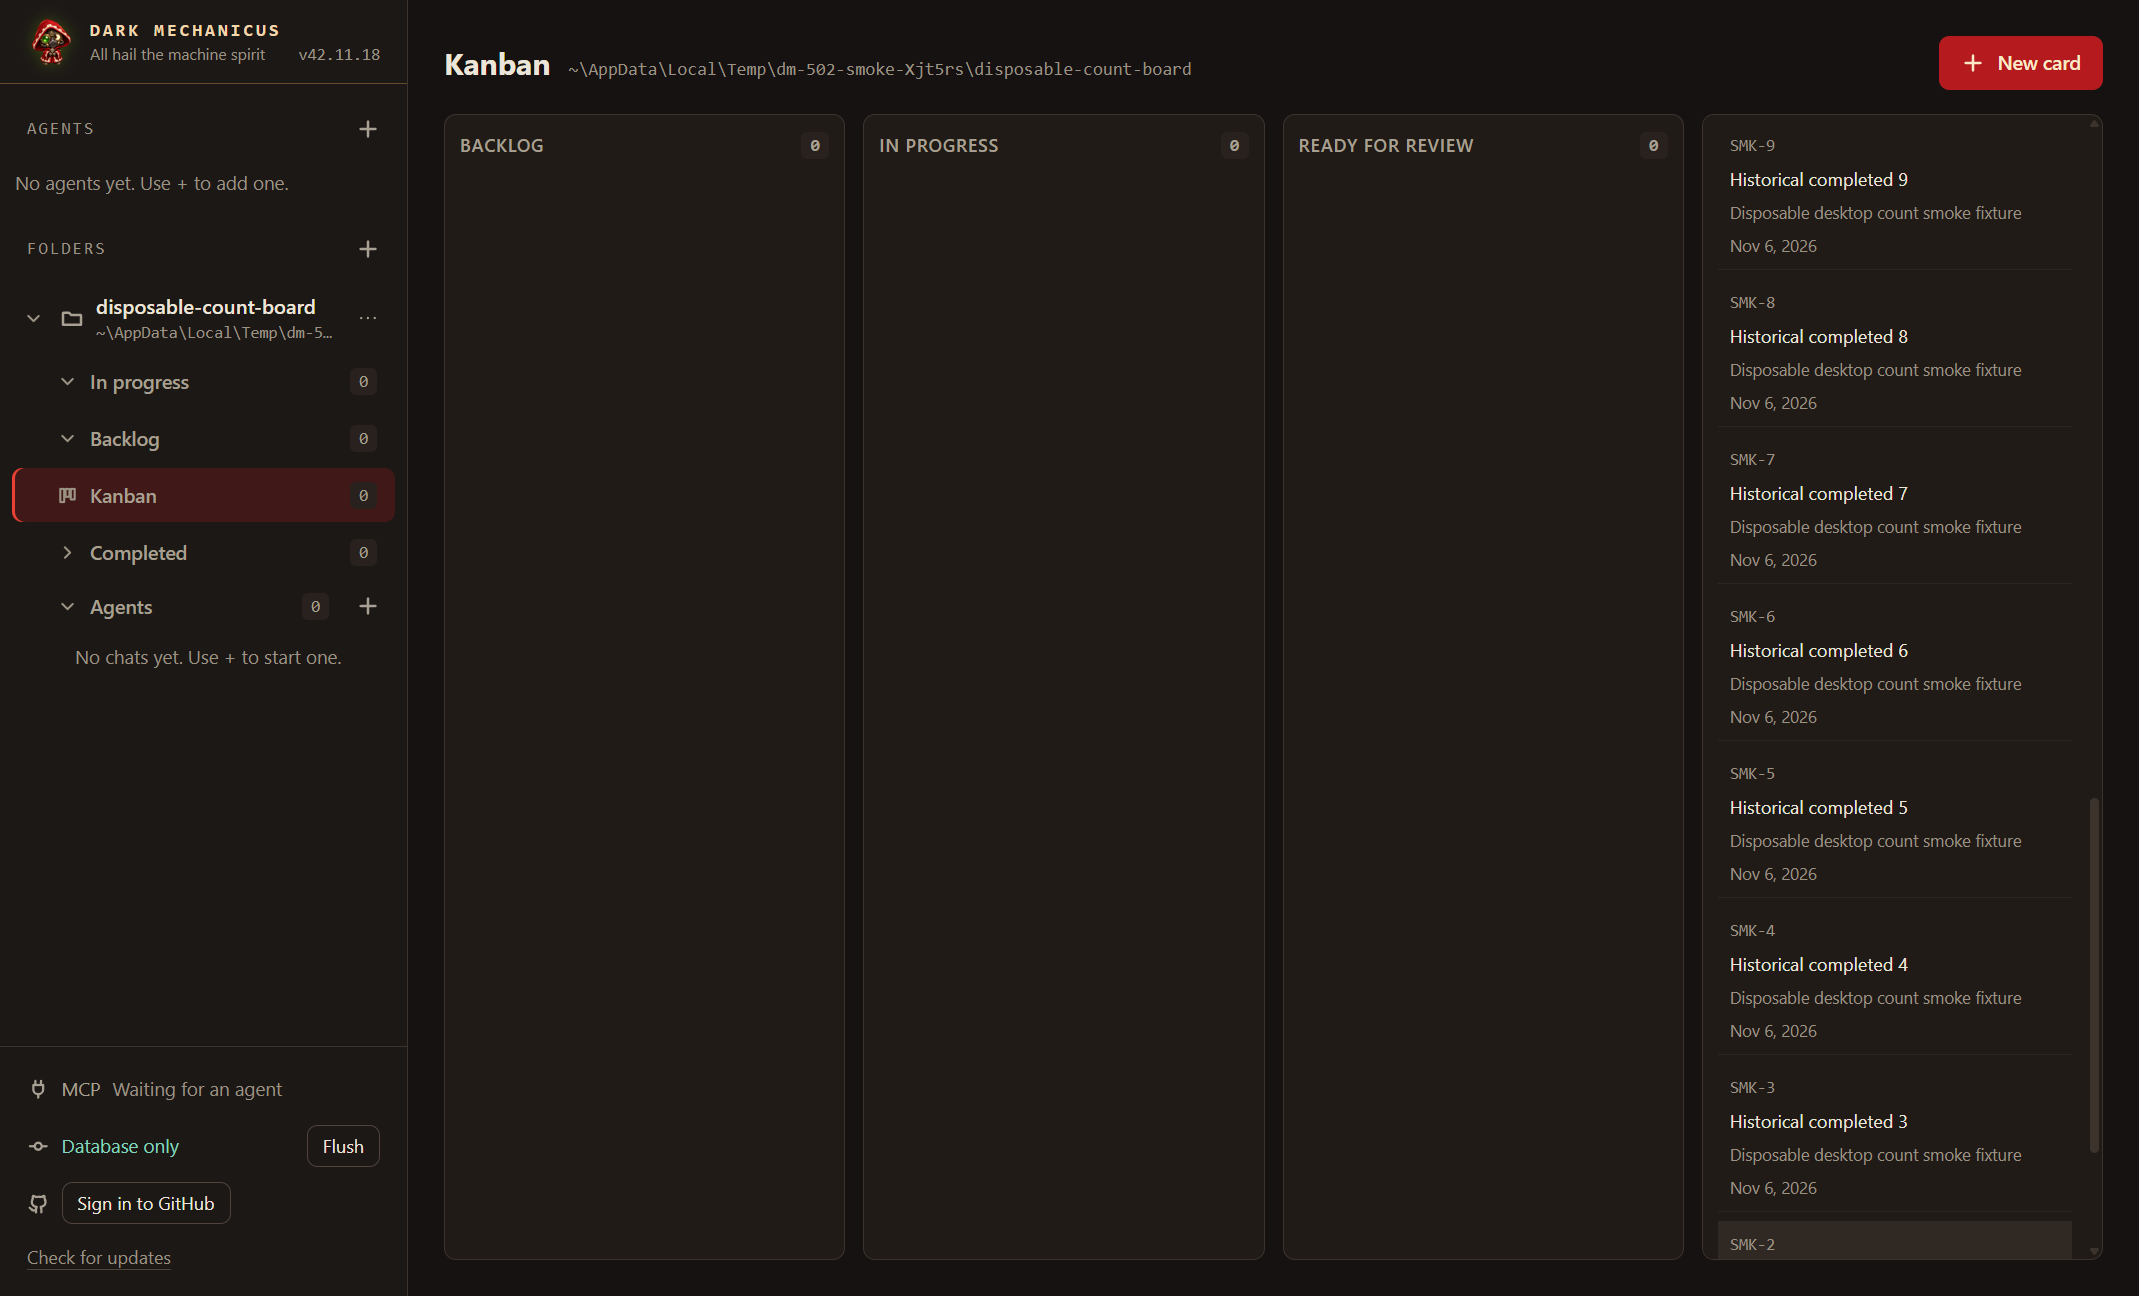 DARK MECHANICUS
All hail the machine spirit v42.11.18
AGENTS
No agents yet. Use + to add one.
FOLDERS
disposable-count-board
~\AppData\Local\Temp\dm-5…
In progress 0
Backlog 0
Kanban 0
Completed 0
Agents 0
No chats yet. Use + to start one.
MCP Waiting for an agent
Database only Flush
Sign in to GitHub
Check for updates
Kanban ~\AppData\Local\Temp\dm-502-smoke-Xjt5rs\disposable-count-board
New card
BACKLOG 0
IN PROGRESS 0
READY FOR REVIEW 0
SMK-9
Historical completed 9
Disposable desktop count smoke fixture
Nov 6, 2026
SMK-8
Historical completed 8
Disposable desktop count smoke fixture
Nov 6, 2026
SMK-7
Historical completed 7
Disposable desktop count smoke fixture
Nov 6, 2026
SMK-6
Historical completed 6
Disposable desktop count smoke fixture
Nov 6, 2026
SMK-5
Historical completed 5
Disposable desktop count smoke fixture
Nov 6, 2026
SMK-4
Historical completed 4
Disposable desktop count smoke fixture
Nov 6, 2026
SMK-3
Historical completed 3
Disposable desktop count smoke fixture
Nov 6, 2026
SMK-2